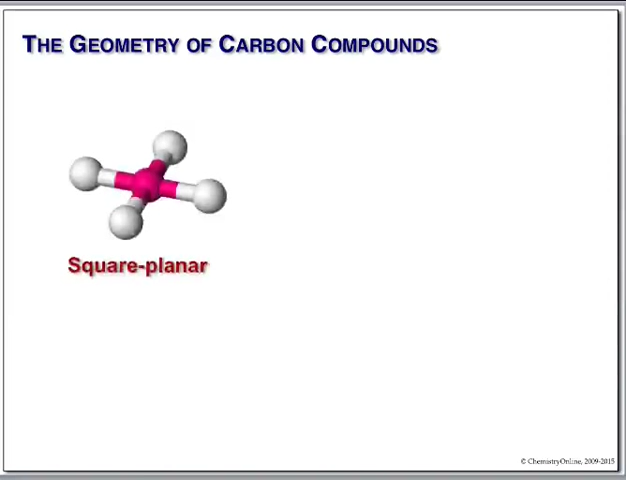 THE GEOMETRY OF CARBON COMPOUNDS
Square-planar
© ChemistryOnline, 2009-2015